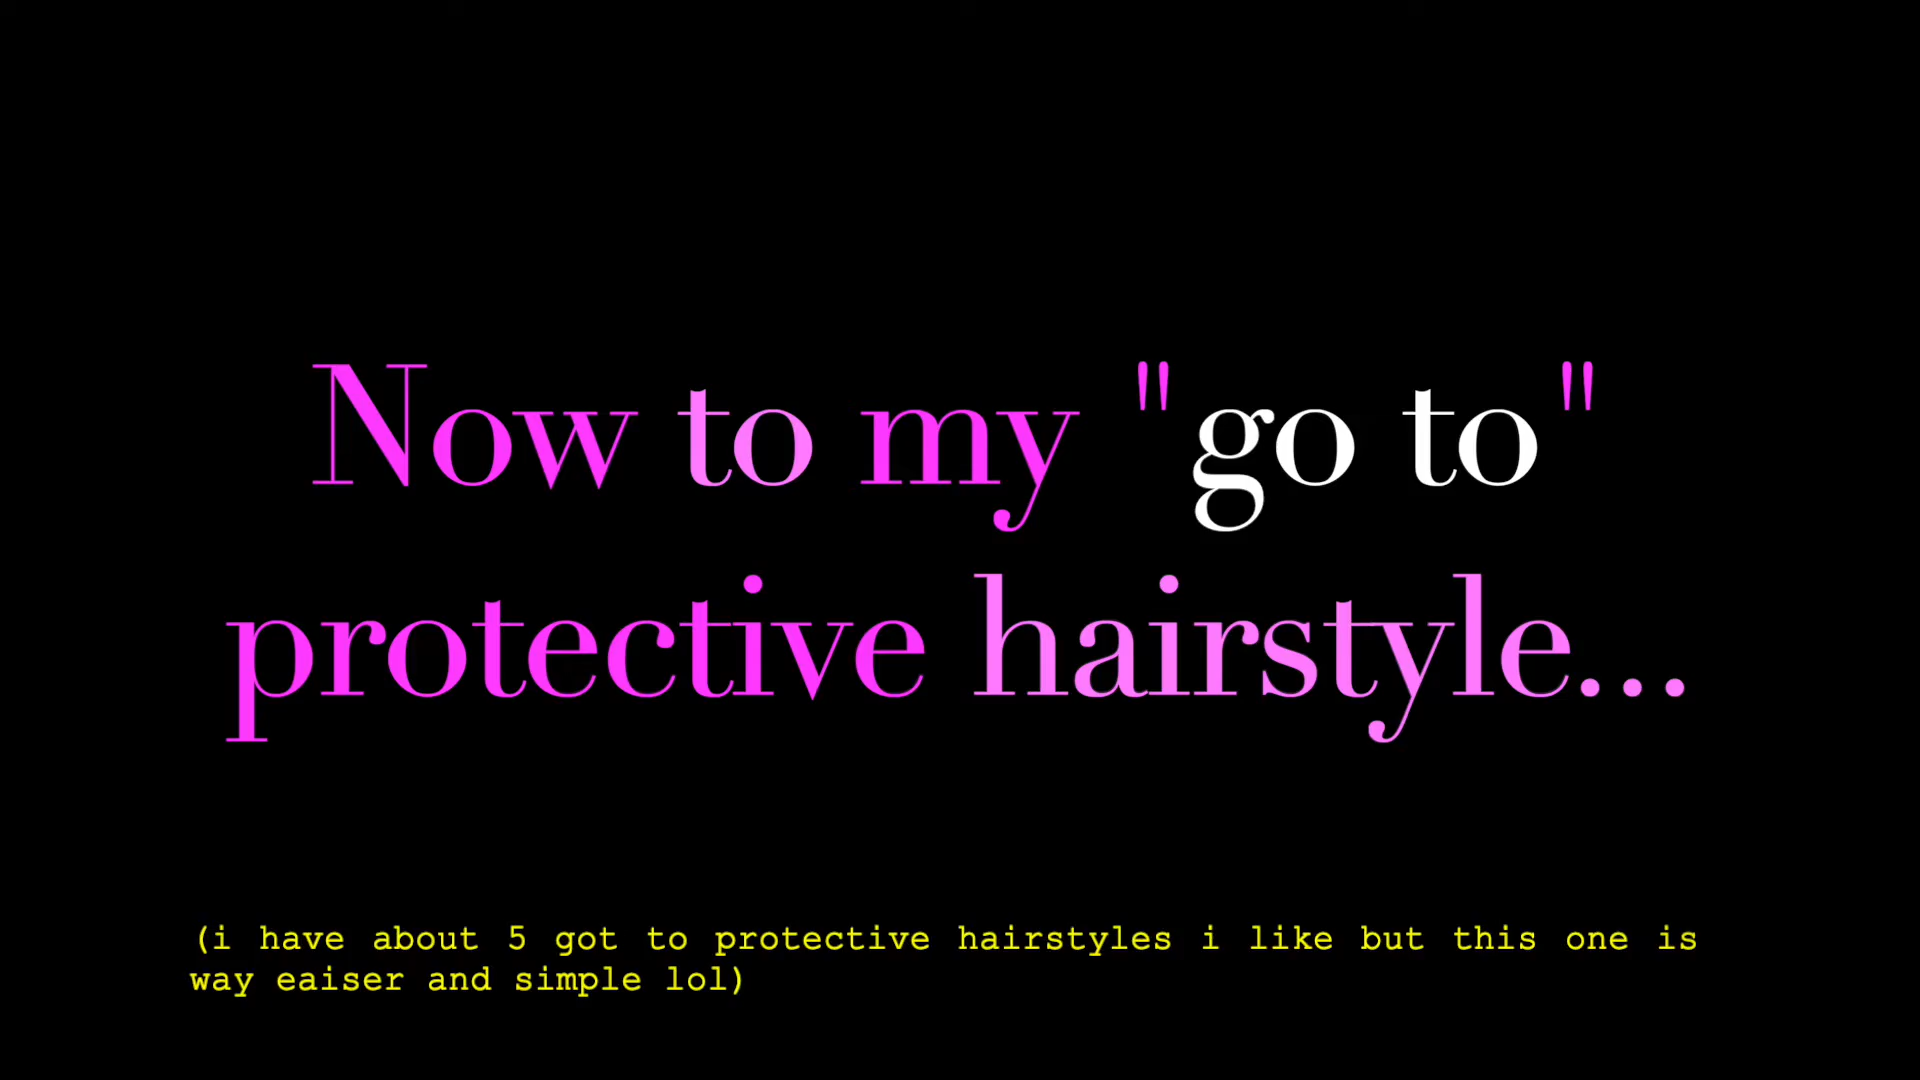 Now to my "go to"
protective hairstyle...
(i have about 5 got to protective hairstyles i like but this one is
way eaiser and simple lol)